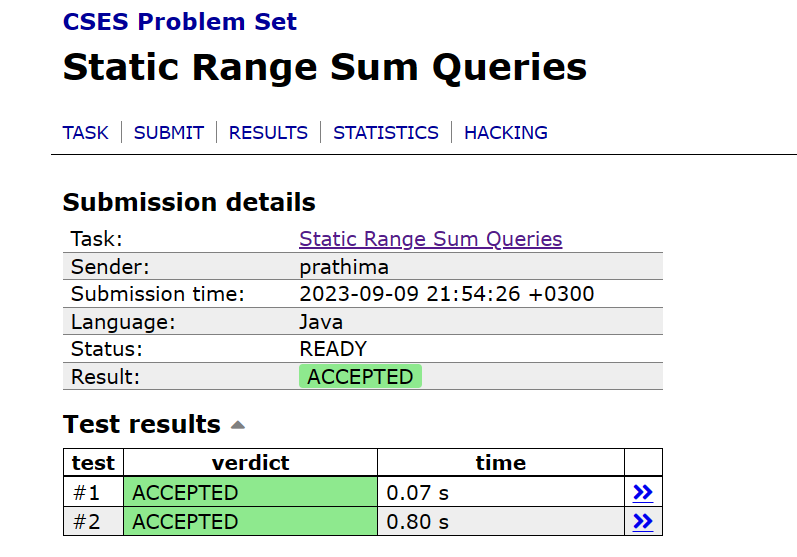 CSES Problem Set
Static Range Sum Queries
TASK | SUBMIT | RESULTS | STATISTICS | HACKING
Submission details
Task: Static Range Sum Queries
Sender: prathima
Submission time: 2023-09-09 21:54:26 +0300
Language: Java
Status: READY
Result: ACCEPTED
Test results
test verdict time
#1 ACCEPTED 0.07 s »
#2 ACCEPTED 0.80 s »